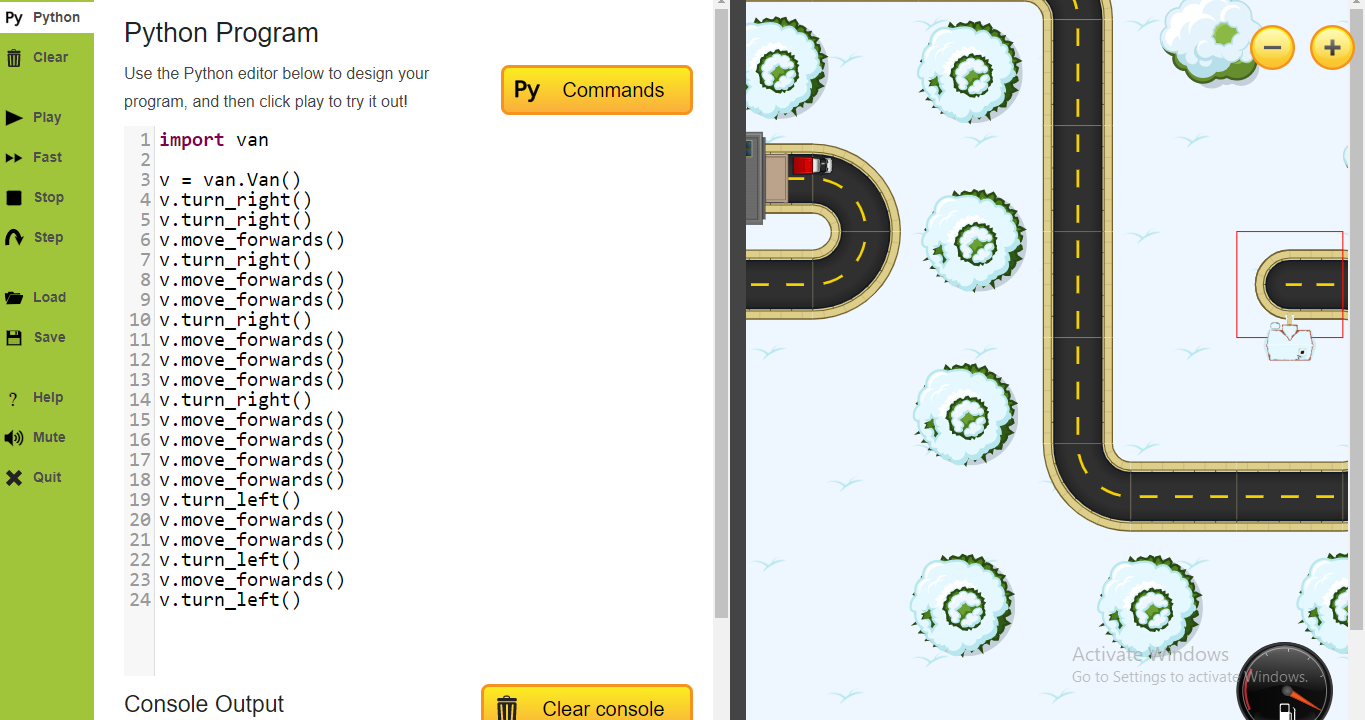 Py Python
Clear
Play
Fast
Stop
Step
Load
Save
? Help
Mute
Quit
Python Program
Use the Python editor below to design your
program, and then click play to try it out!
Py Commands
1 import van
2
3 v = van.Van()
4 v.turn_right()
5 v.turn_right()
6 v.move_forwards()
7 v.turn_right()
8 v.move_forwards()
9 v.move_forwards()
10 v.turn_right()
11 v.move_forwards()
12 v.move_forwards()
13 v.move_forwards()
14 v.turn_right()
15 v.move_forwards()
16 v.move_forwards()
17 v.move_forwards()
18 v.move_forwards()
19 v.turn_left()
20 v.move_forwards()
21 v.move_forwards()
22 v.turn_left()
23 v.move_forwards()
24 v.turn_left()
Console Output
Clear console
Activate Windows
Go to Settings to activate Windows.